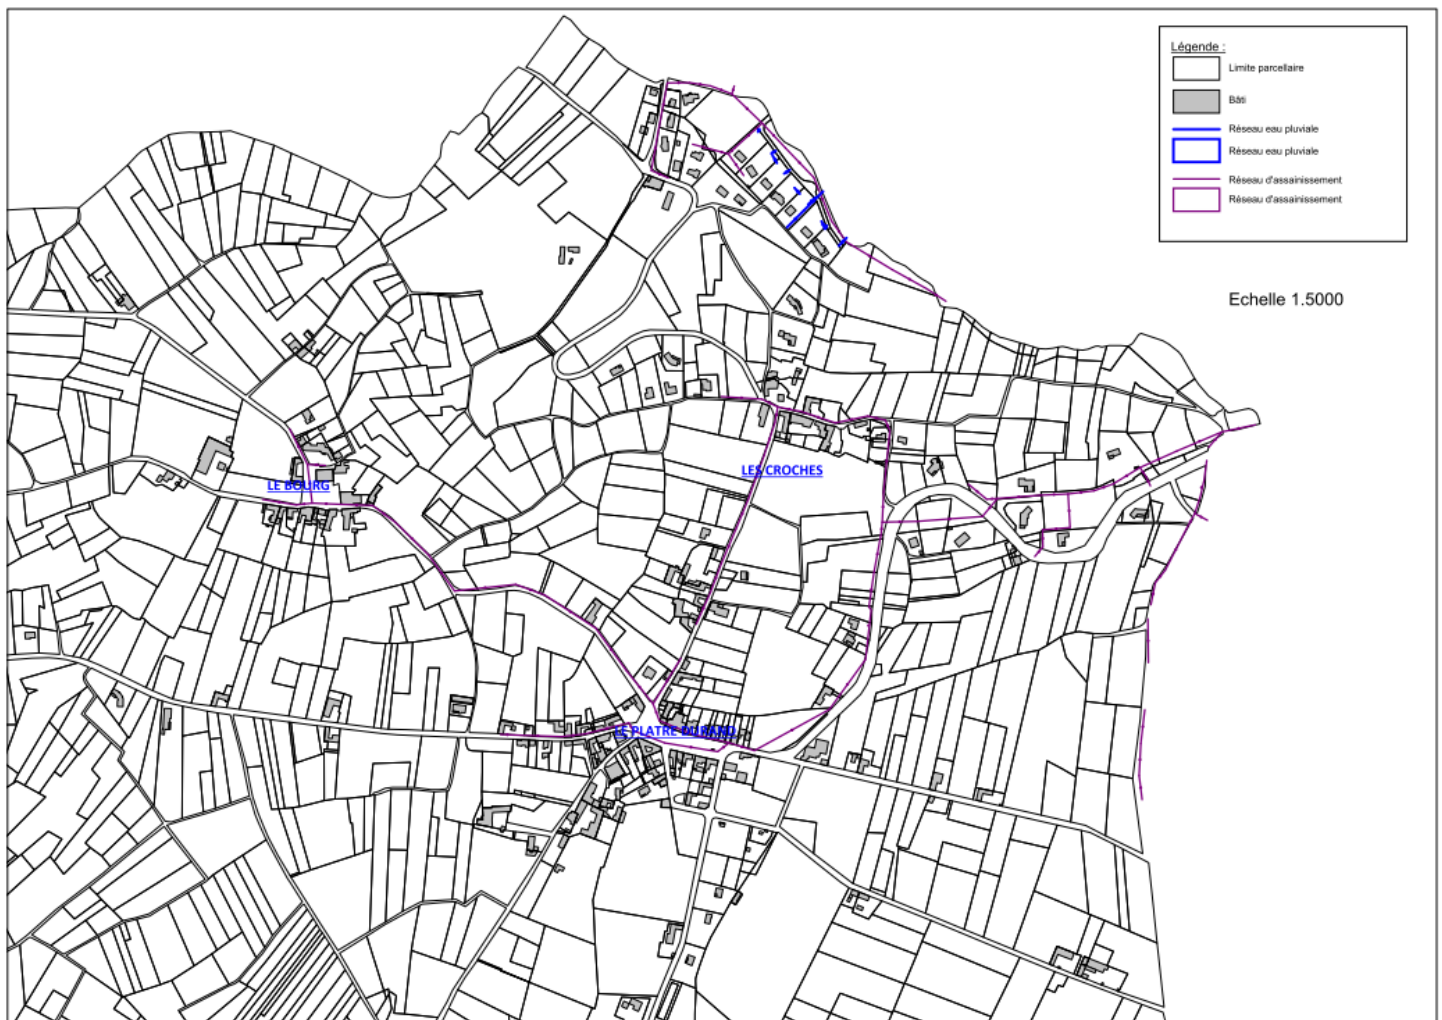 Légende :
Limite parcellaire
Bâti
Réseau eau pluviale
Réseau eau pluviale
Réseau d'assainissement
Réseau d'assainissement
Echelle 1.5000
LES CROCHES
LE BOURG
LE PLATRE DURAND